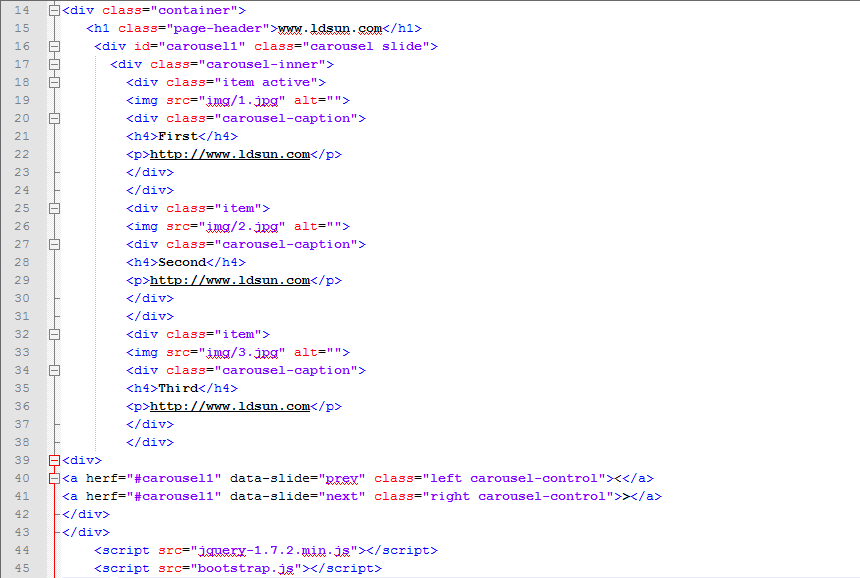 14 <div class="container">
15 <h1 class="page-header">www.ldsun.com</h1>
16 <div id="carousel1" class="carousel slide">
17 <div class="carousel-inner">
18 <div class="item active">
19 <img src="img/1.jpg" alt="">
20 <div class="carousel-caption">
21 <h4>First</h4>
22 <p>http://www.ldsun.com</p>
23 </div>
24 </div>
25 <div class="item">
26 <img src="img/2.jpg" alt="">
27 <div class="carousel-caption">
28 <h4>Second</h4>
29 <p>http://www.ldsun.com</p>
30 </div>
31 </div>
32 <div class="item">
33 <img src="img/3.jpg" alt="">
34 <div class="carousel-caption">
35 <h4>Third</h4>
36 <p>http://www.ldsun.com</p>
37 </div>
38 </div>
39 <div>
40 <a herf="#carousel1" data-slide="prev" class="left carousel-control"><</a>
41 <a herf="#carousel1" data-slide="next" class="right carousel-control">></a>
42 </div>
43 </div>
44 <script src="jquery-1.7.2.min.js"></script>
45 <script src="bootstrap.js"></script>